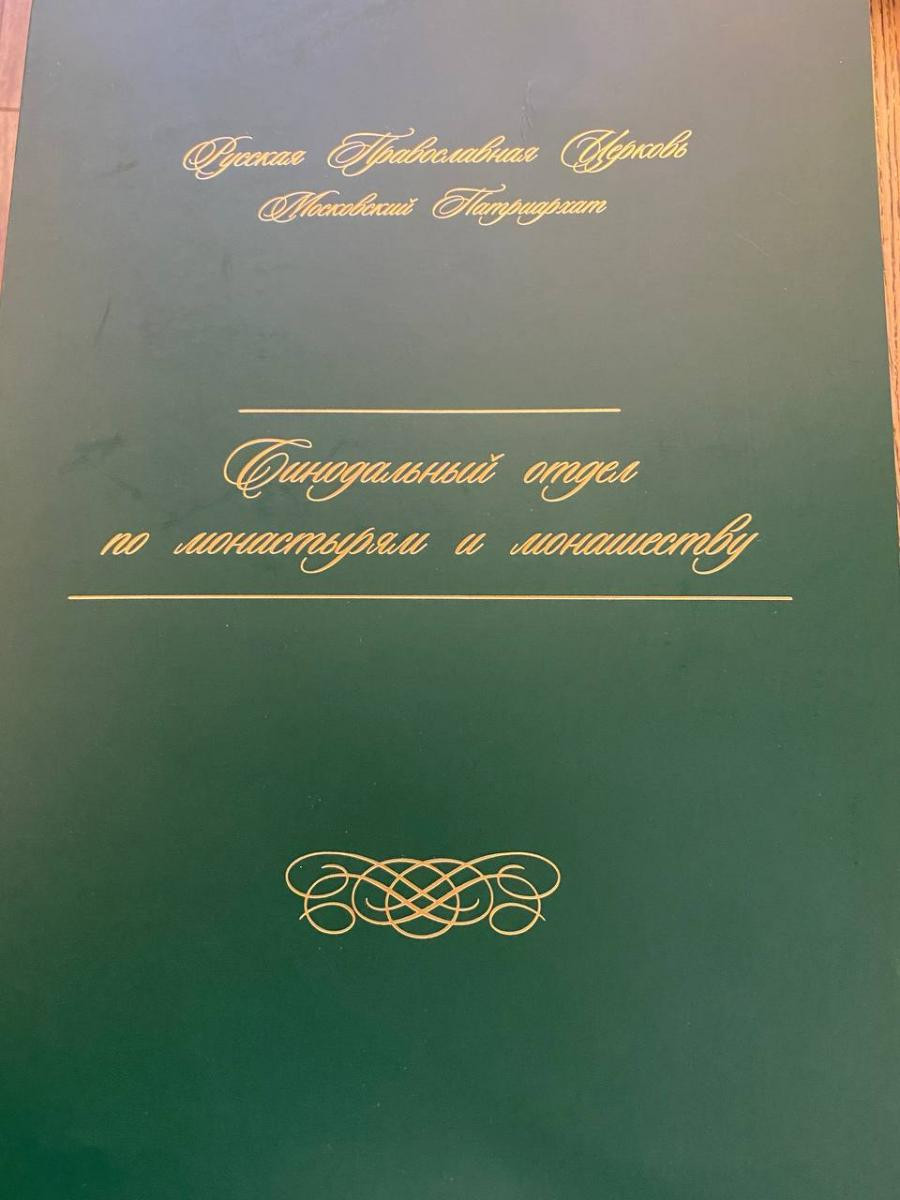 Русская Православная Церковь
Московский Патриархат
Синодальный отдел
по монастырям и монашеству